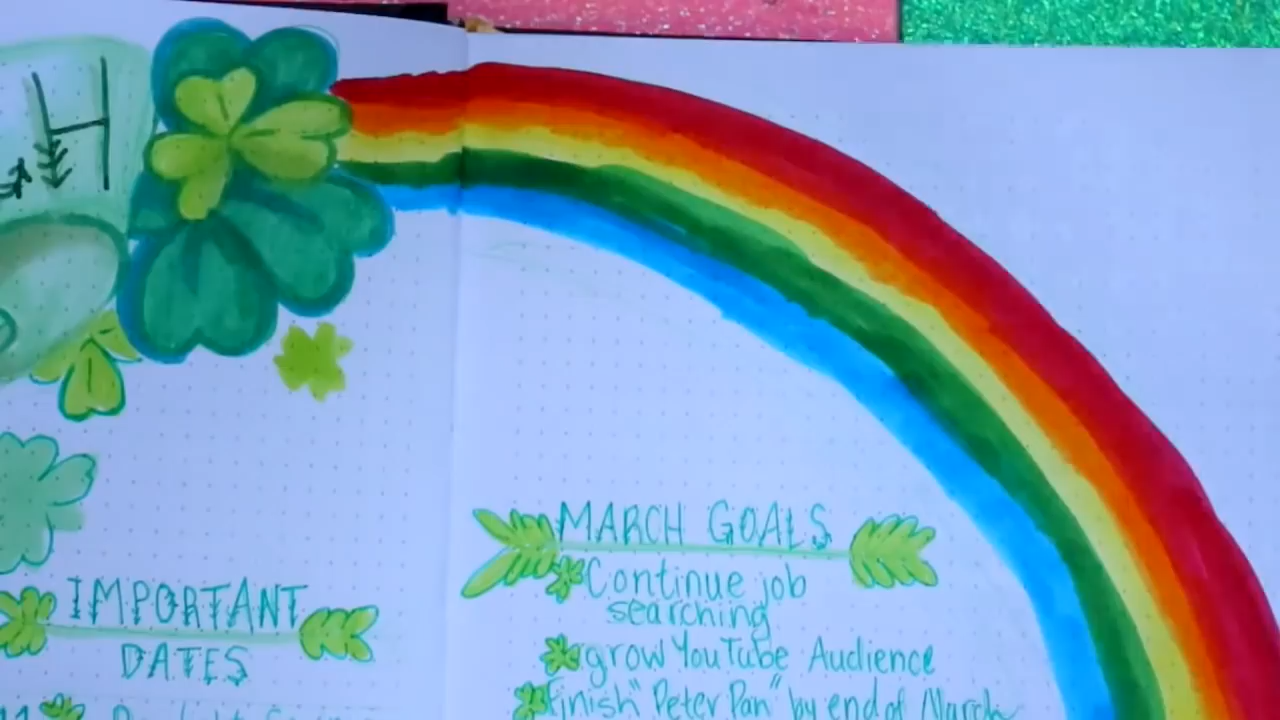 H
IMPORTANT
DATES
MARCH GOALS
Continue job
searching
grow YouTube Audience
finish "Peter Pan" by end of March